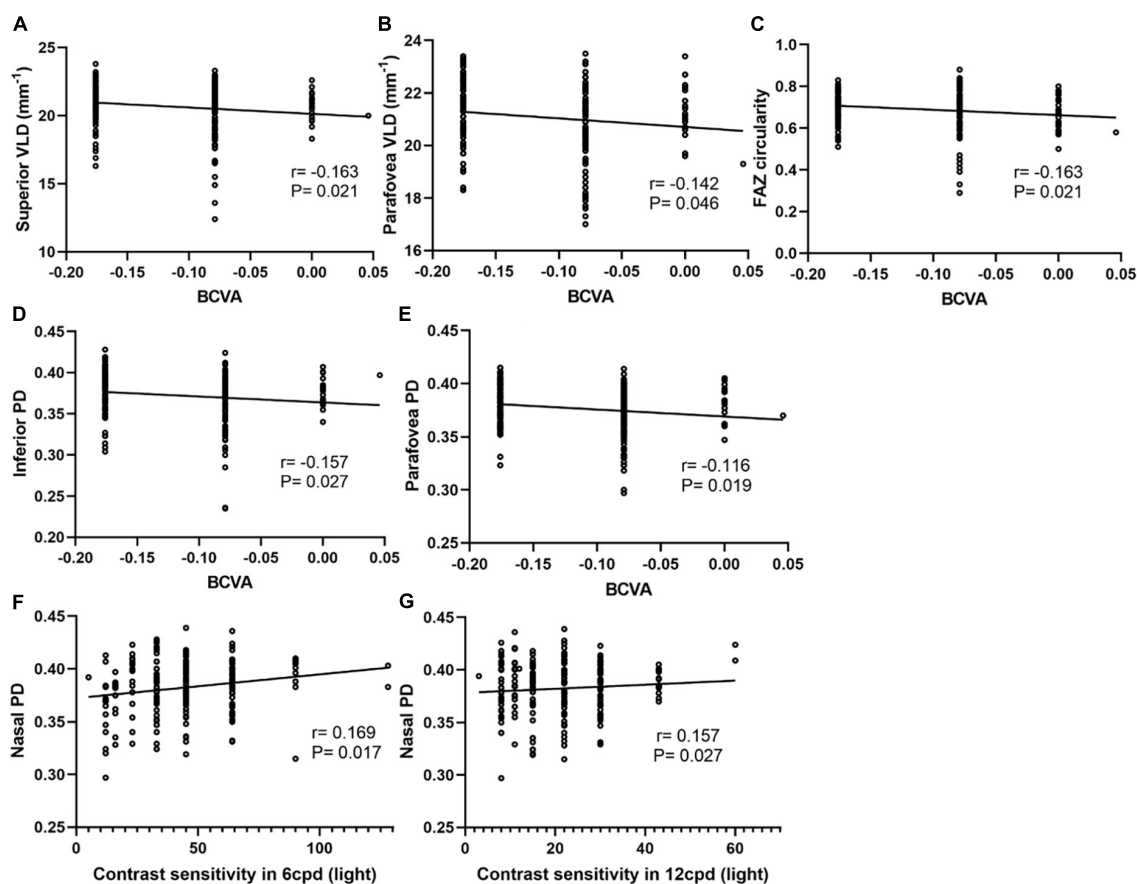 A
Superior VLD (mm⁻¹)
25
20
15
10
r= -0.163
P= 0.021
-0.20 -0.15 -0.10 -0.05 0.00 0.05
BCVA
B
Parafovea VLD (mm⁻¹)
24
22
20
18
16
r= -0.142
P= 0.046
-0.20 -0.15 -0.10 -0.05 0.00 0.05
BCVA
C
FAZ circularity
1.0
0.8
0.6
0.4
0.2
0.0
r= -0.163
P= 0.021
-0.20 -0.15 -0.10 -0.05 0.00 0.05
BCVA
D
Inferior PD
0.45
0.40
0.35
0.30
0.25
0.20
r= -0.157
P= 0.027
-0.20 -0.15 -0.10 -0.05 0.00 0.05
BCVA
E
Parafovea PD
0.45
0.40
0.35
0.30
0.25
r= -0.116
P= 0.019
-0.20 -0.15 -0.10 -0.05 0.00 0.05
BCVA
F
Nasal PD
0.45
0.40
0.35
0.30
0.25
r= 0.169
P= 0.017
0 50 100
Contrast sensitivity in 6cpd (light)
G
Nasal PD
0.45
0.40
0.35
0.30
0.25
r= 0.157
P= 0.027
0 20 40 60
Contrast sensitivity in 12cpd (light)